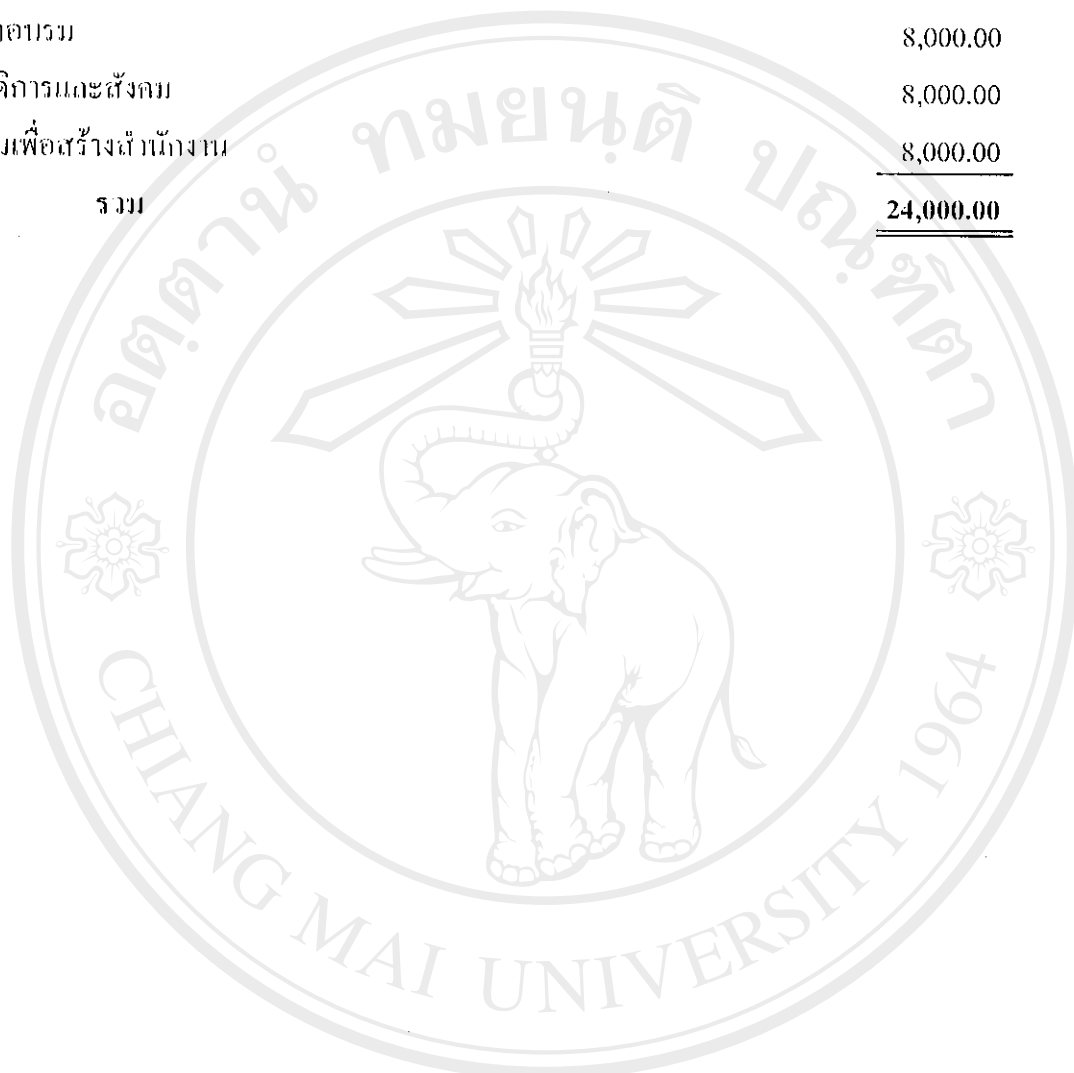 าอบรม 8,000.00
ดิการและสังคม 8,000.00
มเพื่อสร้างสำนักงาน 8,000.00
รวม 24,000.00
อตฺตานํ ทมยนฺติ ปณฺฑิตา
CHIANG MAI UNIVERSITY 1964